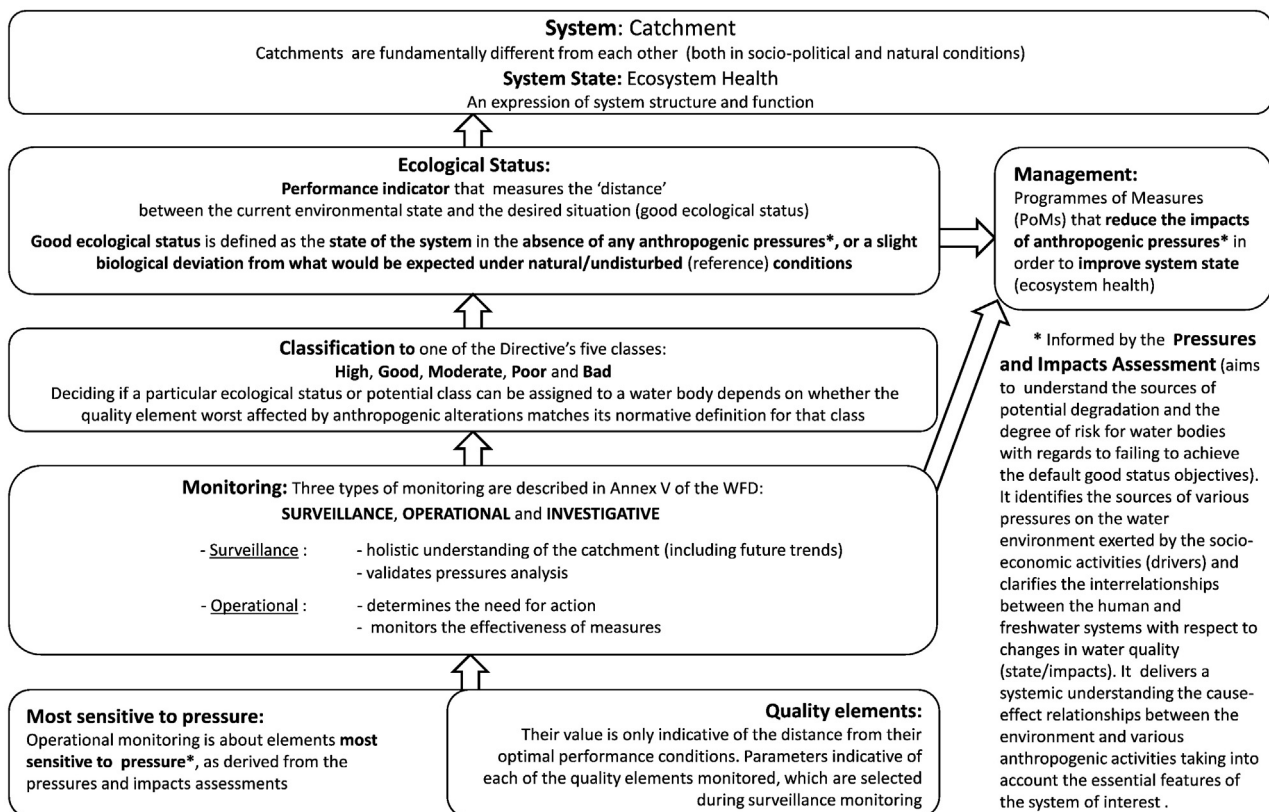 System: Catchment
Catchments are fundamentally different from each other (both in socio-political and natural conditions)
System State: Ecosystem Health
An expression of system structure and function
Ecological Status:
Performance indicator that measures the ‘distance’
between the current environmental state and the desired situation (good ecological status)
Good ecological status is defined as the state of the system in the absence of any anthropogenic pressures*, or a slight
biological deviation from what would be expected under natural/undisturbed (reference) conditions
Management:
Programmes of Measures
(PoMs) that reduce the impacts
of anthropogenic pressures* in
order to improve system state
(ecosystem health)
Classification to one of the Directive’s five classes:
High, Good, Moderate, Poor and Bad
Deciding if a particular ecological status or potential class can be assigned to a water body depends on whether the
quality element worst affected by anthropogenic alterations matches its normative definition for that class
Monitoring: Three types of monitoring are described in Annex V of the WFD:
SURVEILLANCE, OPERATIONAL and INVESTIGATIVE
- Surveillance : - holistic understanding of the catchment (including future trends)
- validates pressures analysis
- Operational : - determines the need for action
- monitors the effectiveness of measures
Most sensitive to pressure:
Operational monitoring is about elements most
sensitive to pressure*, as derived from the
pressures and impacts assessments
Quality elements:
Their value is only indicative of the distance from their
optimal performance conditions. Parameters indicative
of each of the quality elements monitored, which are selected
during surveillance monitoring
* Informed by the Pressures
and Impacts Assessment (aims
to understand the sources of
potential degradation and the
degree of risk for water bodies
with regards to failing to achieve
the default good status objectives).
It identifies the sources of various
pressures on the water
environment exerted by the socio-
economic activities (drivers) and
clarifies the interrelationships
between the human and
freshwater systems with respect to
changes in water quality
(state/impacts). It delivers a
systemic understanding the cause-
effect relationships between the
environment and various
anthropogenic activities taking into
account the essential features of
the system of interest .